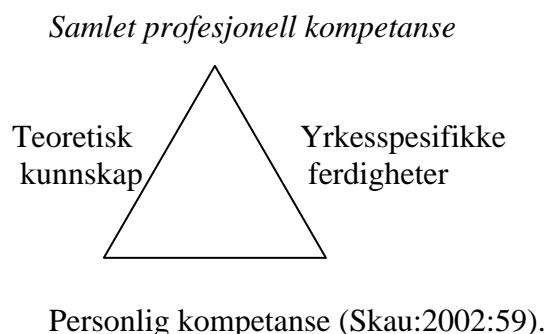 Samlet profesjonell kompetanse
Teoretisk
kunnskap
Yrkesspesifikke
ferdigheter
Personlig kompetanse (Skau:2002:59).